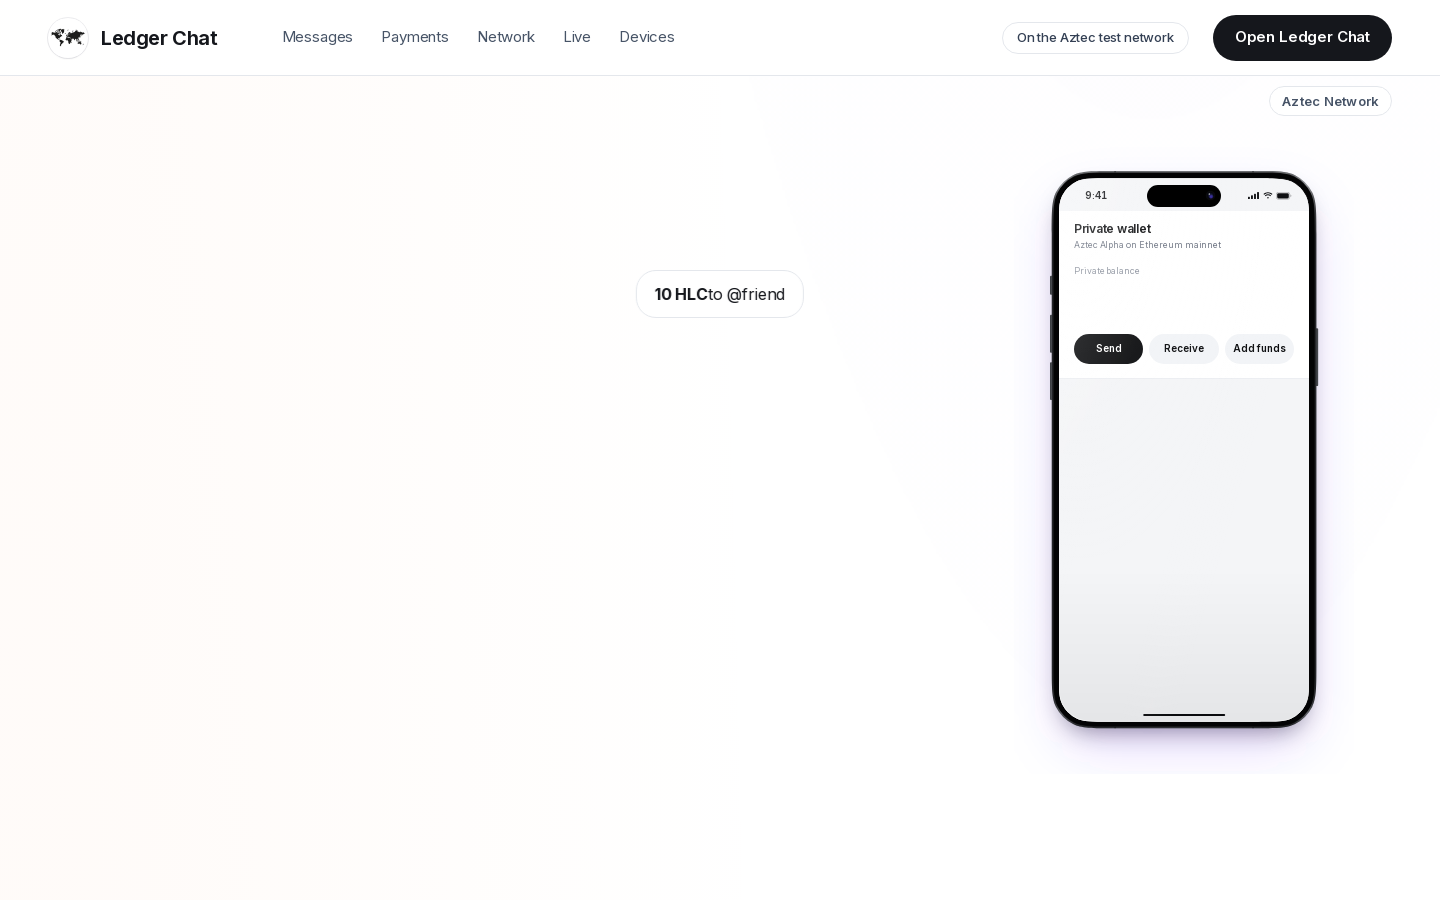 Ledger Chat
Messages
Payments
Network
Live
Devices
On the Aztec test network
Open Ledger Chat
Aztec Network
9:41
Private wallet
Aztec Alpha on Ethereum mainnet
Private balance
10 HLC to @friend
Send
Receive
Add funds